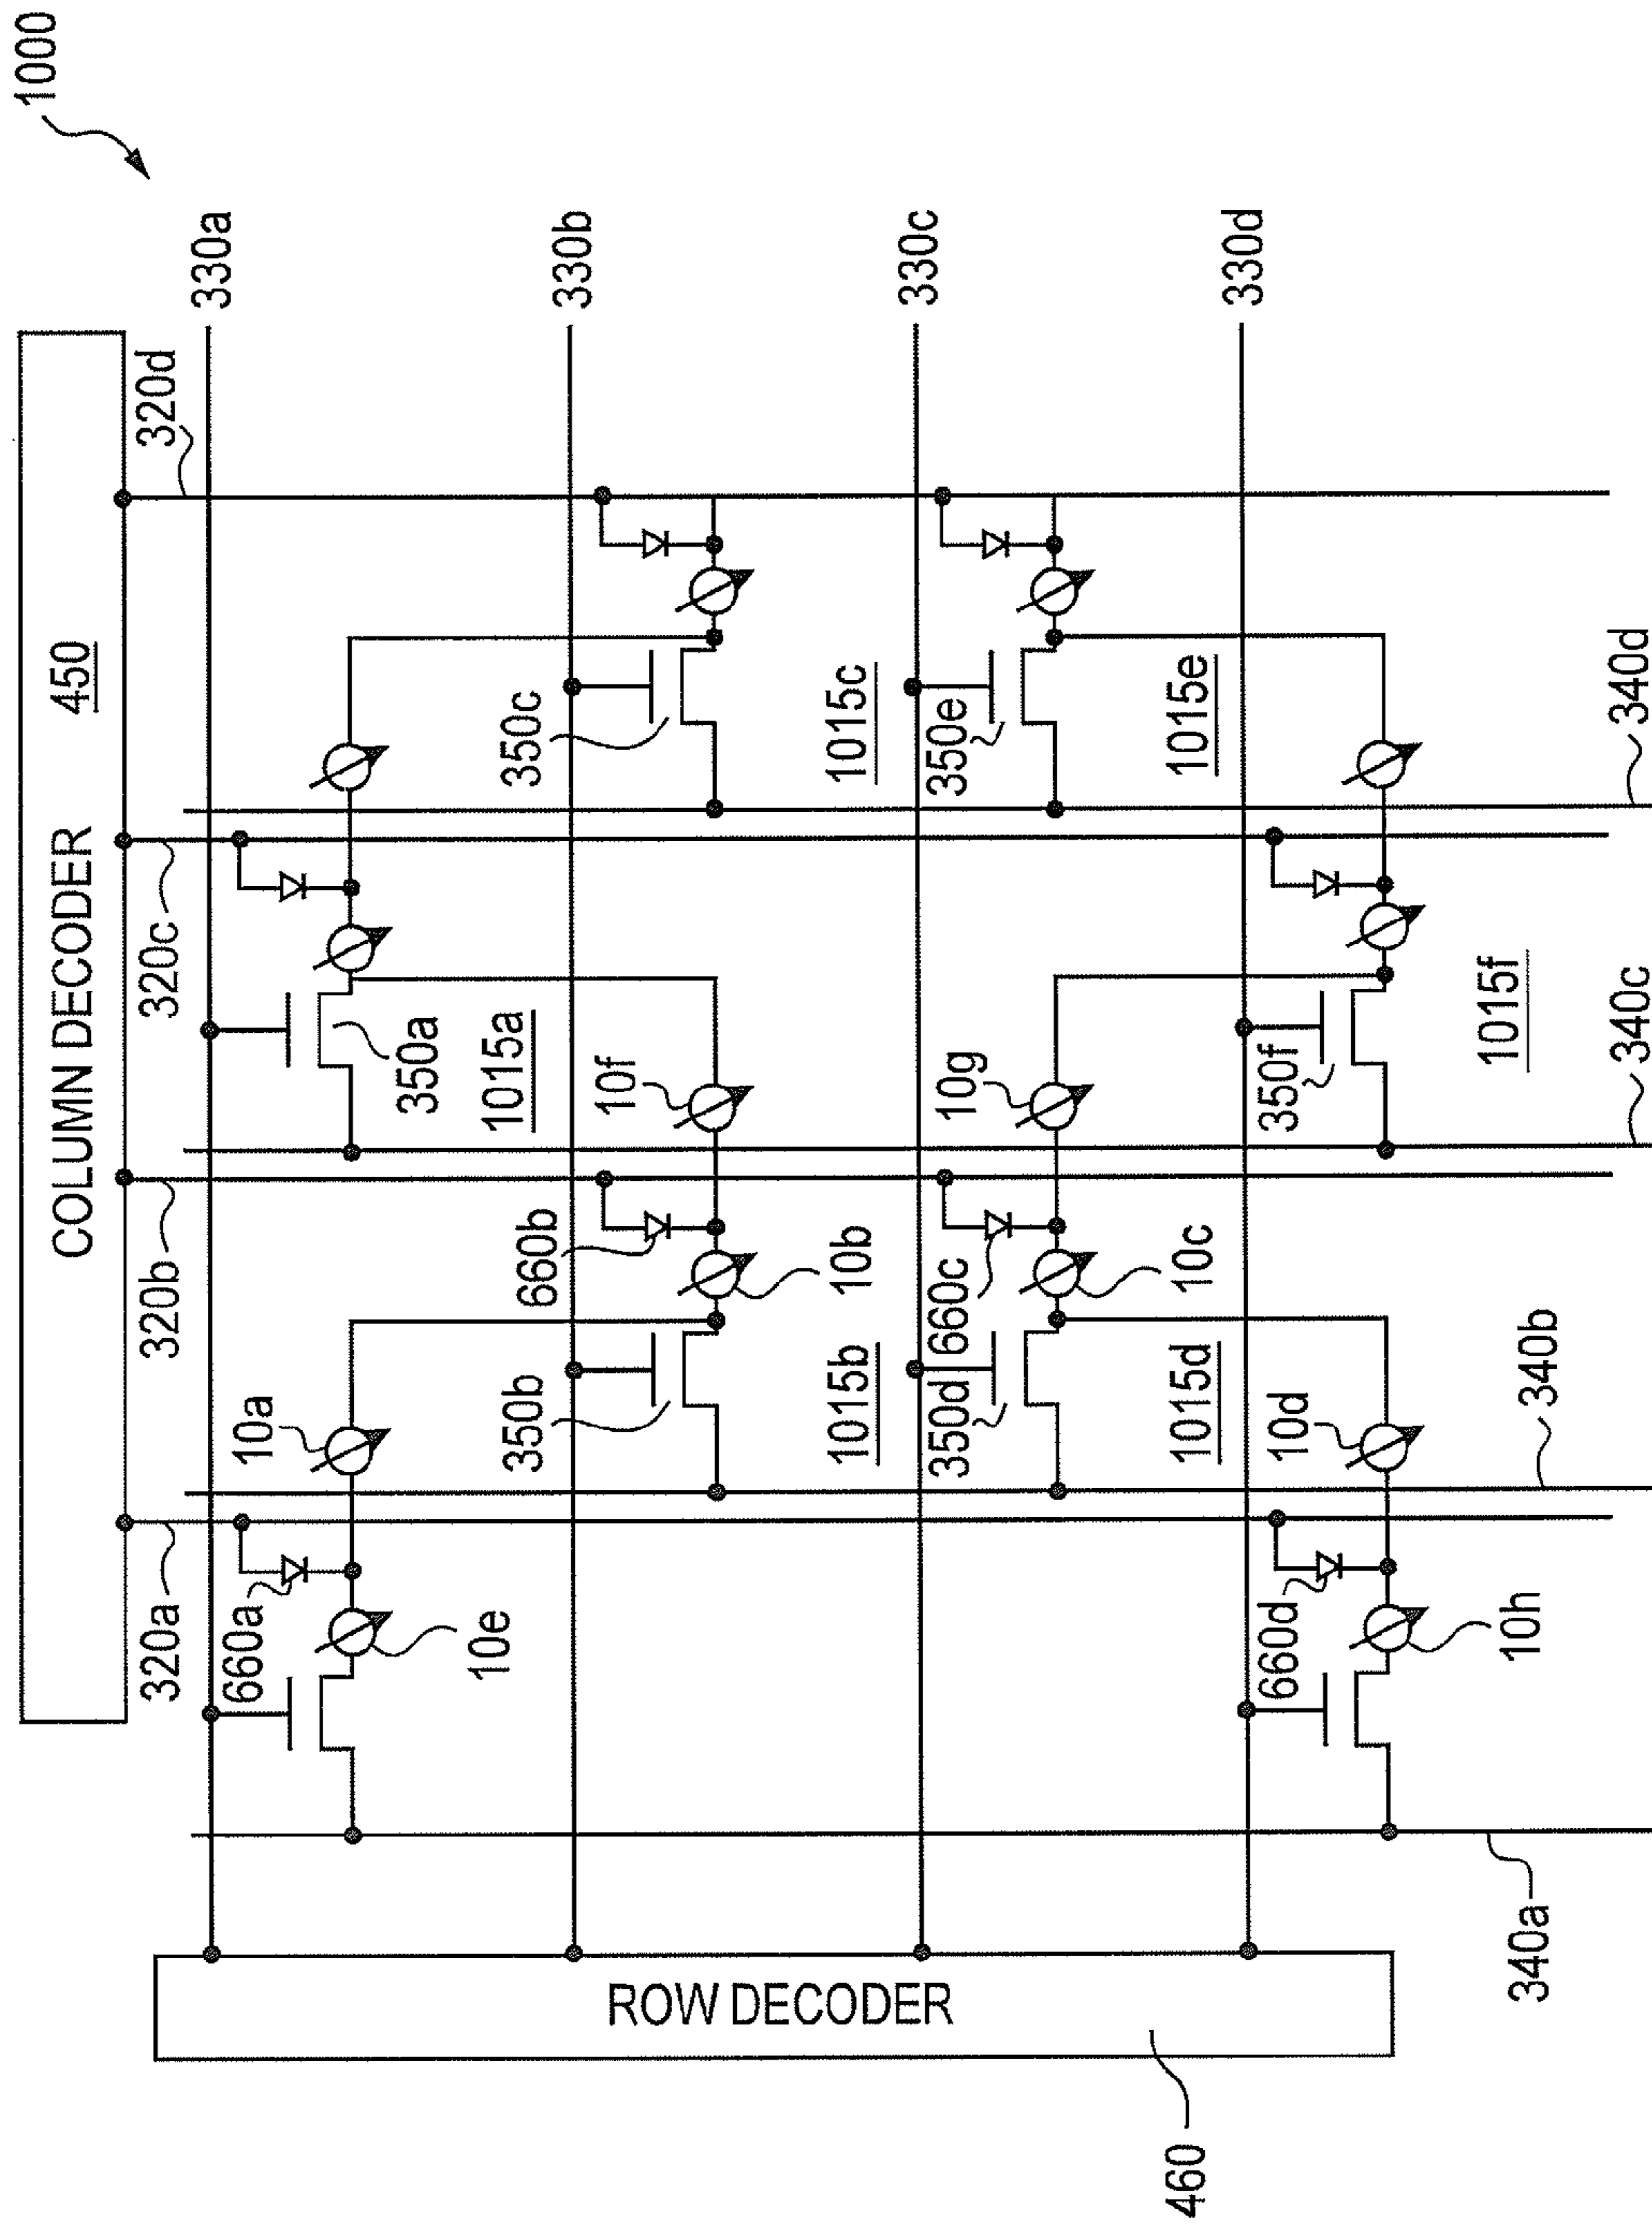 1000
COLUMN DECODER
450
320a
320b
320c
320d
330a
330b
330c
330d
660a
10a
10e
350a
1015a
660b
350b
10b
10f
350c
1015b
1015c
660c
350d
10c
10g
350e
1015d
1015e
660d
10d
10h
350f
1015f
340a
340b
340c
340d
ROW DECODER
460